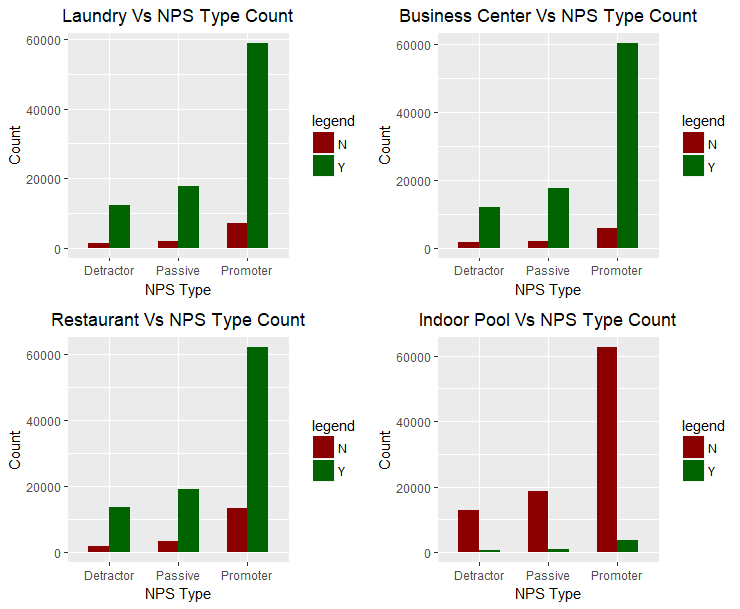 Laundry Vs NPS Type Count
60000
40000
20000
0
Count
Detractor Passive Promoter
NPS Type
legend
N
Y
Business Center Vs NPS Type Count
60000
40000
20000
0
Count
Detractor Passive Promoter
NPS Type
legend
N
Y
Restaurant Vs NPS Type Count
60000
40000
20000
0
Count
Detractor Passive Promoter
NPS Type
legend
N
Y
Indoor Pool Vs NPS Type Count
60000
40000
20000
0
Count
Detractor Passive Promoter
NPS Type
legend
N
Y